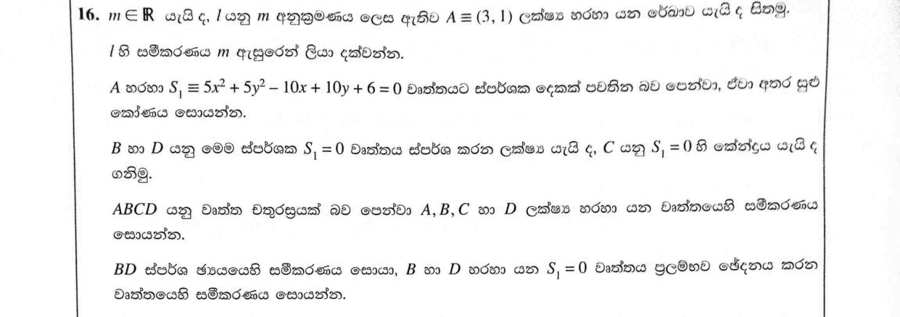 16. m ∈ ℝ යැයි ද, l යනු m අනුක්‍රමණය ලෙස ඇතිව A ≡ (3, 1) ලක්ෂ්‍ය හරහා යන රේඛාව යැයි ද සිතමු.
l හි සමීකරණය m ඇසුරෙන් ලියා දක්වන්න.
A හරහා S₁ ≡ 5x² + 5y² – 10x + 10y + 6 = 0 වෘත්තයට ස්පර්ශක දෙකක් පවතින බව පෙන්වා, ඒවා අතර සුළු
කෝණය සොයන්න.
B හා D යනු මෙම ස්පර්ශක S₁ = 0 වෘත්තය ස්පර්ශ කරන ලක්ෂ්‍ය යැයි ද, C යනු S₁ = 0 හි කේන්ද්‍රය යැයි ද
ගනිමු.
ABCD යනු වෘත්ත චතුරස්‍රයක් බව පෙන්වා A, B, C හා D ලක්ෂ්‍ය හරහා යන වෘත්තයෙහි සමීකරණය
සොයන්න.
BD ස්පර්ශ ඡ්‍යයෙහි සමීකරණය සොයා, B හා D හරහා යන S₁ = 0 වෘත්තය ප්‍රලම්භව ඡේදනය කරන
වෘත්තයෙහි සමීකරණය සොයන්න.